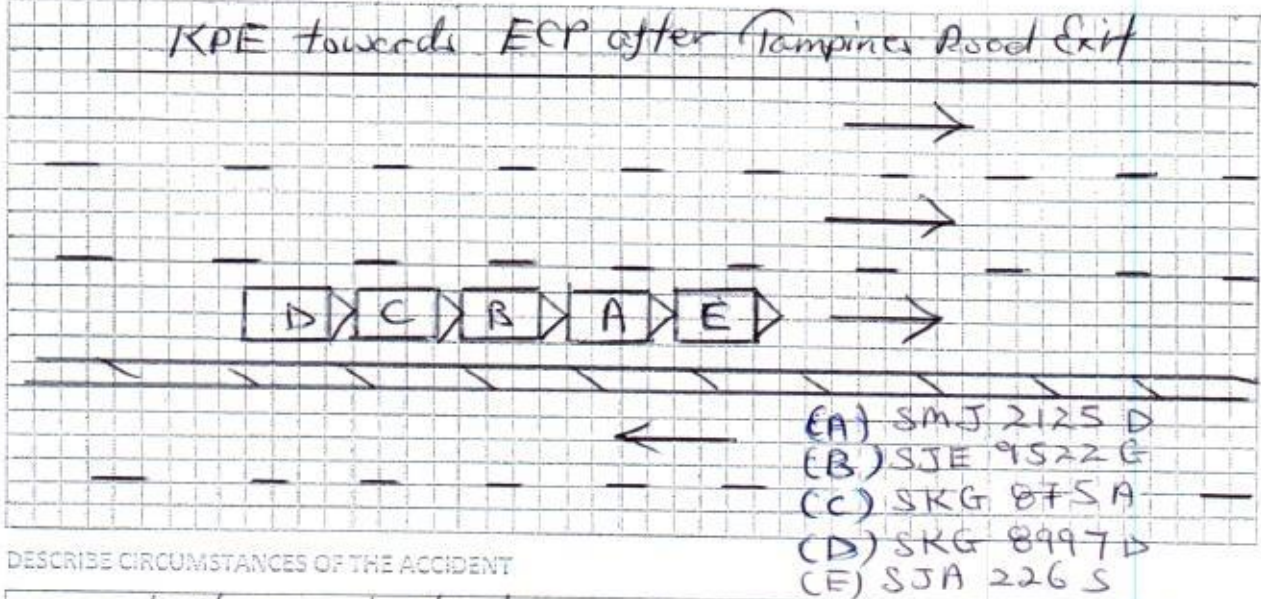 KPE towards ECP after Tampines Road Exit
D C B A E
(A) SMJ 2125 D
(B) SJE 9522 G
(C) SKG 875 A
(D) SKG 8997 D
(E) SJA 226 S
DESCRIBE CIRCUMSTANCES OF THE ACCIDENT